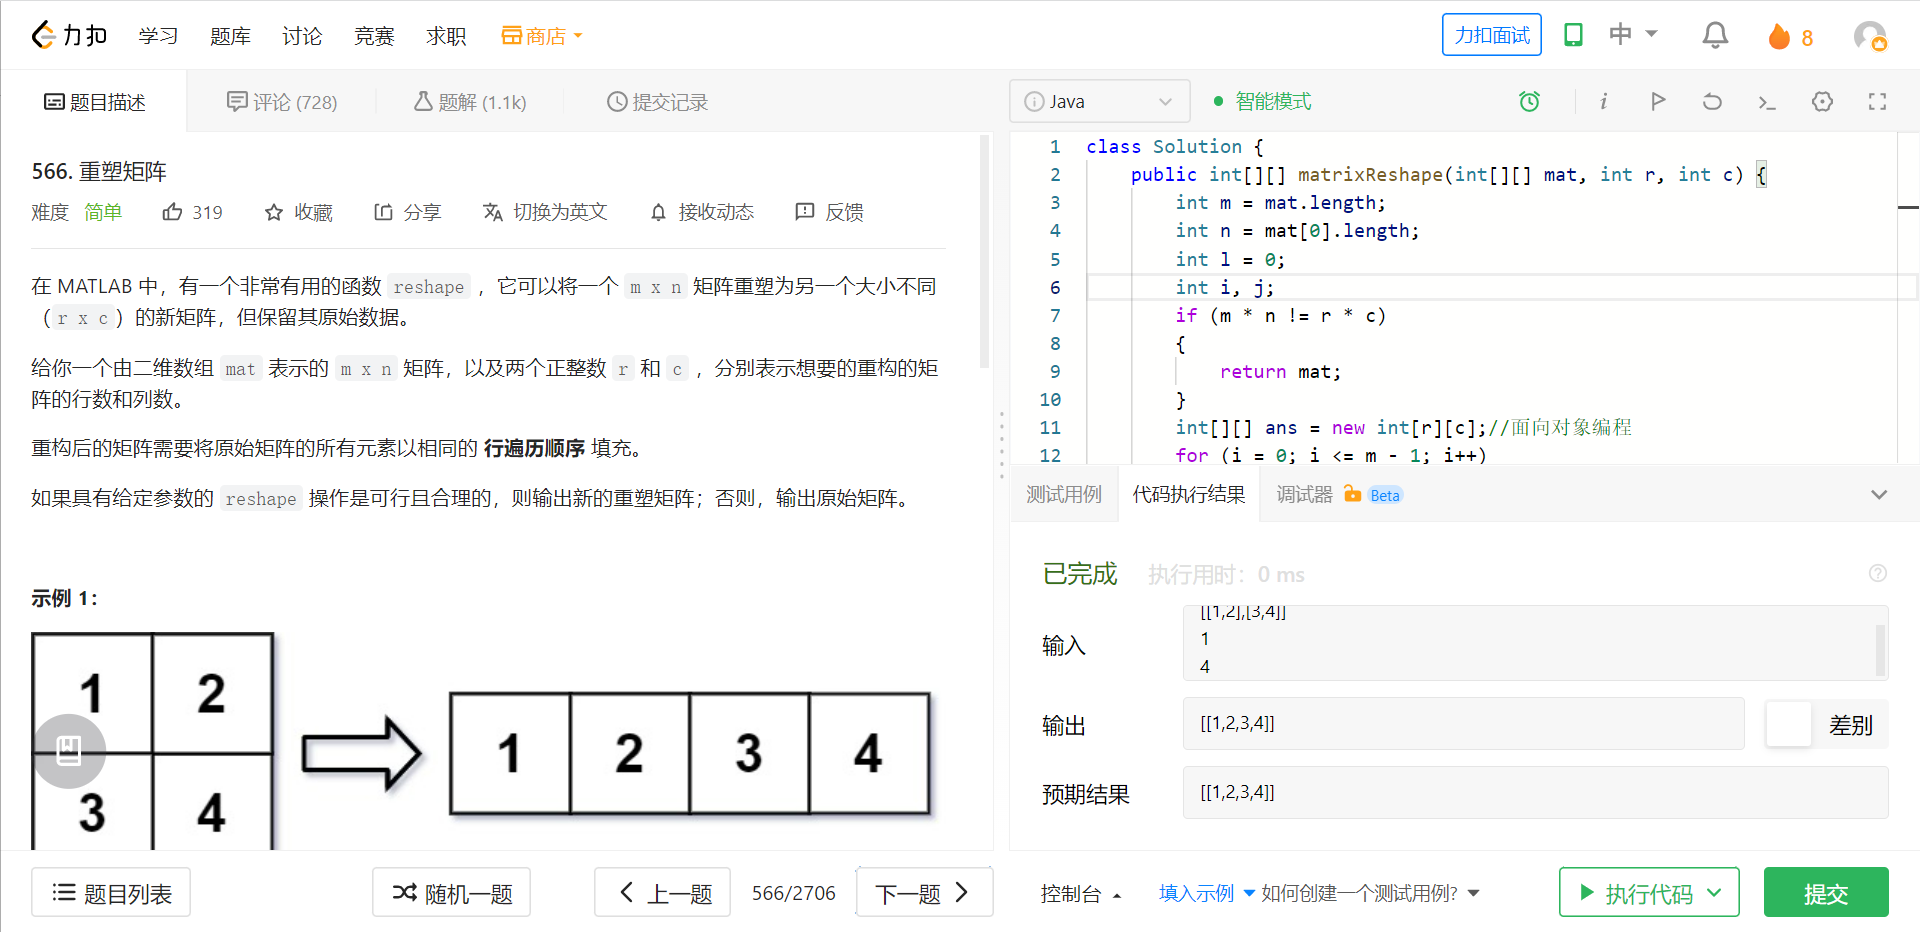 力扣 学习 题库 讨论 竞赛 求职 商店 力扣面试 中 8
题目描述 评论 (728) 题解 (1.1k) 提交记录
566. 重塑矩阵
难度 简单 319 收藏 分享 切换为英文 接收动态 反馈
在 MATLAB 中，有一个非常有用的函数 reshape ，它可以将一个 m x n 矩阵重塑为另一个大小不同
（r x c）的新矩阵，但保留其原始数据。
给你一个由二维数组 mat 表示的 m x n 矩阵，以及两个正整数 r 和 c ，分别表示想要的重构的矩
阵的行数和列数。
重构后的矩阵需要将原始矩阵的所有元素以相同的 行遍历顺序 填充。
如果具有给定参数的 reshape 操作是可行且合理的，则输出新的重塑矩阵；否则，输出原始矩阵。
示例 1：
1 2
3 4
1 2 3 4
题目列表 随机一题 上一题 566/2706 下一题
Java 智能模式 i
1 class Solution {
2 public int[][] matrixReshape(int[][] mat, int r, int c) {
3 int m = mat.length;
4 int n = mat[0].length;
5 int l = 0;
6 int i, j;
7 if (m * n != r * c)
8 {
9 return mat;
10 }
11 int[][] ans = new int[r][c];//面向对象编程
12 for (i = 0; i <= m - 1; i++)
测试用例 代码执行结果 调试器 Beta
已完成 执行用时：0 ms
输入
[[1,2],[3,4]]
1
4
输出 [[1,2,3,4]] 差别
预期结果 [[1,2,3,4]]
控制台 填入示例 如何创建一个测试用例? 执行代码 提交